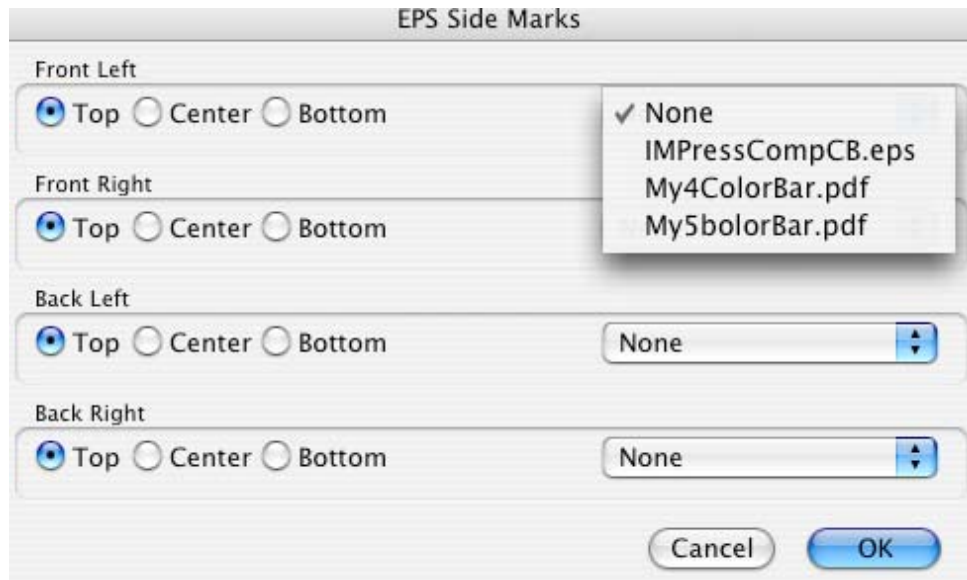 EPS Side Marks
Front Left
Top Center Bottom
✓ None
IMPressCompCB.eps
My4ColorBar.pdf
My5bolorBar.pdf
Front Right
Top Center Bottom
Back Left
Top Center Bottom None
Back Right
Top Center Bottom None
Cancel OK